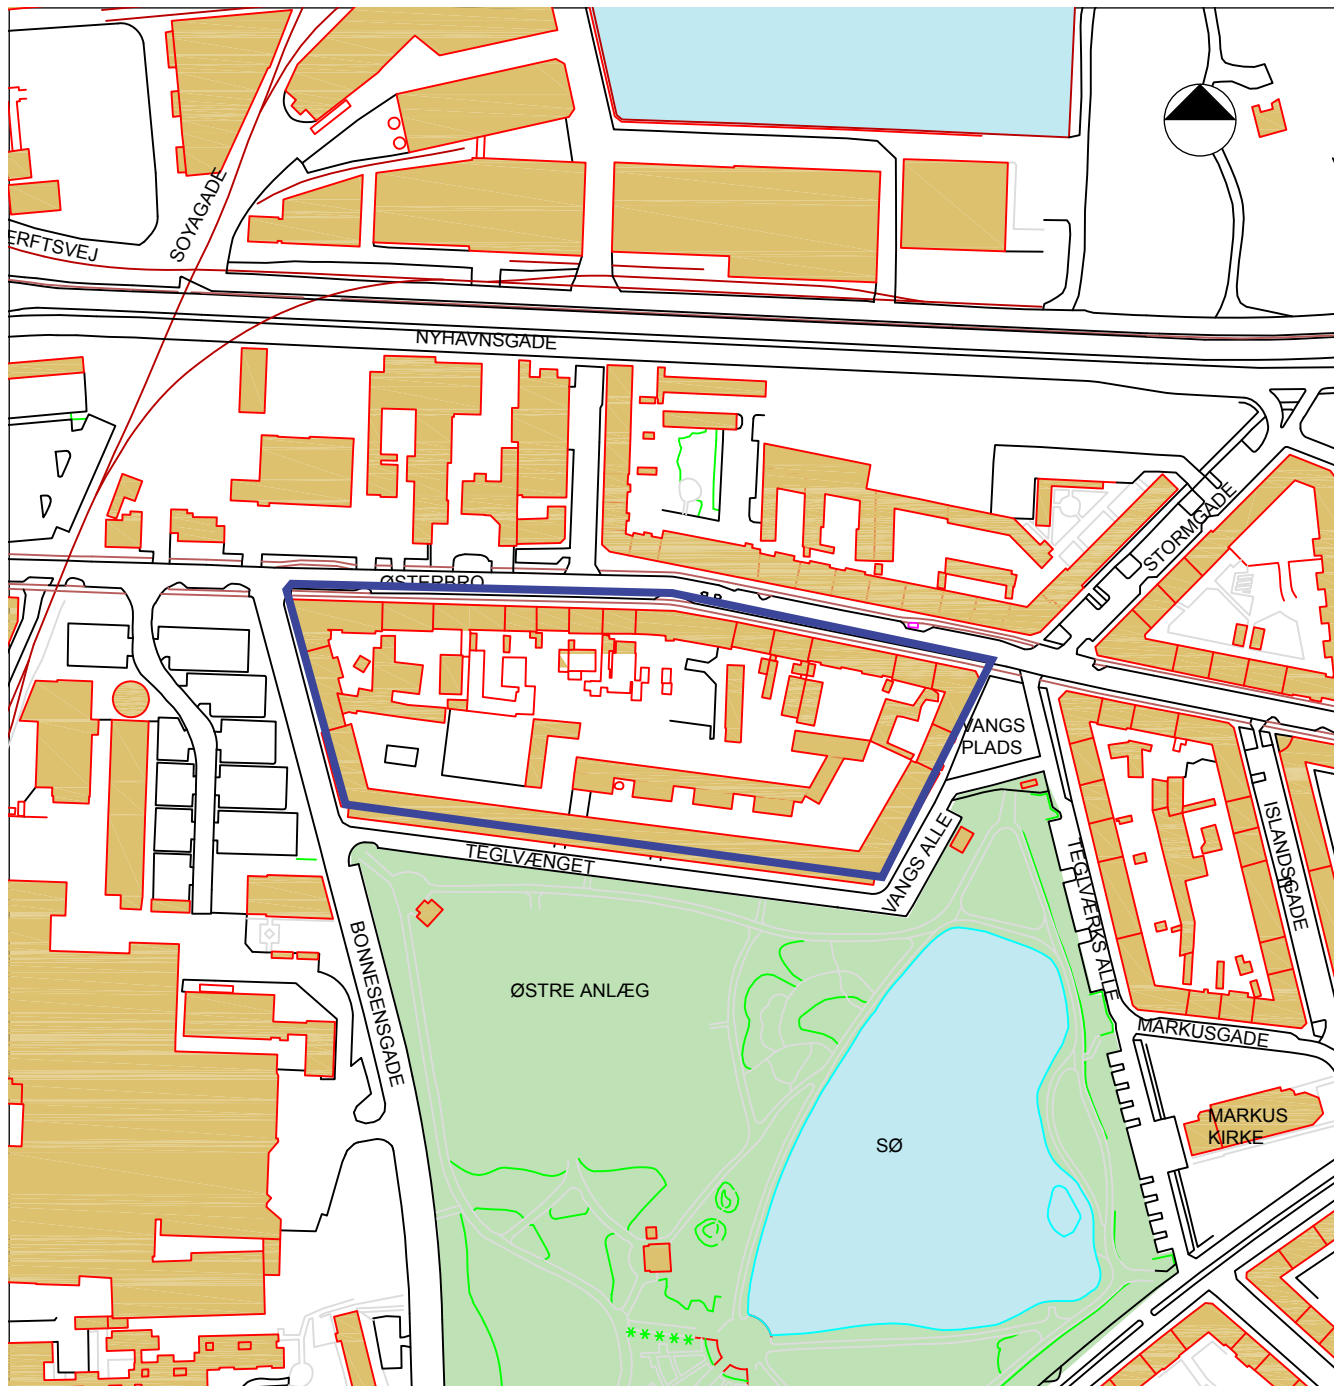 SOYAGADE
ERFTSVEJ
NYHAVNSGADE
STORMGADE
ØSTERBRO
VANGS
PLADS
ISLANDSGADE
TEGLVÆNGET
VANGS ALLE
TEGLVÆRKS ALLE
BONNESENSGADE
ØSTRE ANLÆG
MARKUSGADE
MARKUS
KIRKE
SØ